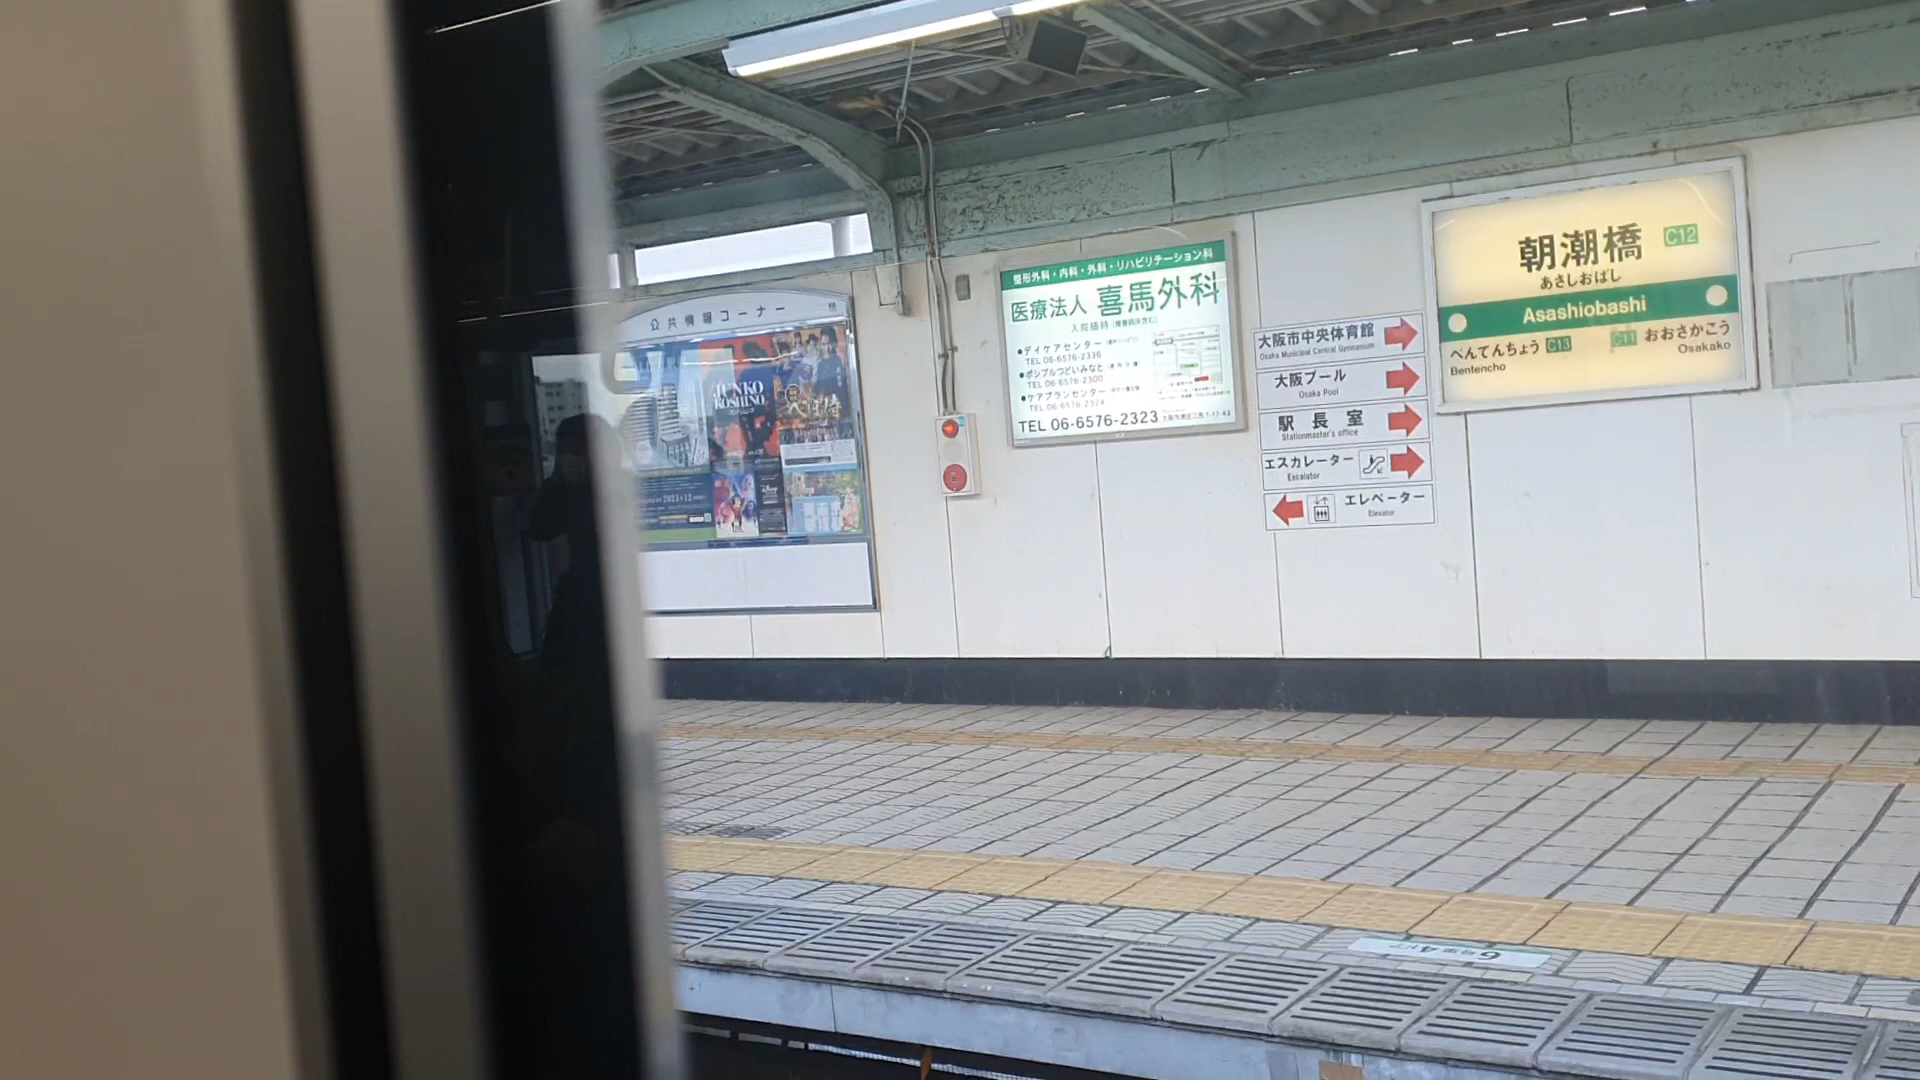 公共情報コーナー
JUNKO
KOSHINO
整形外科・内科・外科・リハビリテーション科
医療法人 喜馬外科
●デイケアセンター
TEL 06-6576-2336
●ポシブルつどいみなと
TEL 06-6576-2300
●ケアプランセンター
TEL 06-6576-2324
TEL 06-6576-2323
大阪市中央体育館
Osaka Municipal Central Gymnasium
大阪プール
Osaka Pool
駅長室
Stationmaster's office
エスカレーター
Escalator
エレベーター
Elevator
朝潮橋 C12
あさしおばし
Asashiobashi
べんてんちょう C13
Bentencho
C11 おおさかこう
Osakako